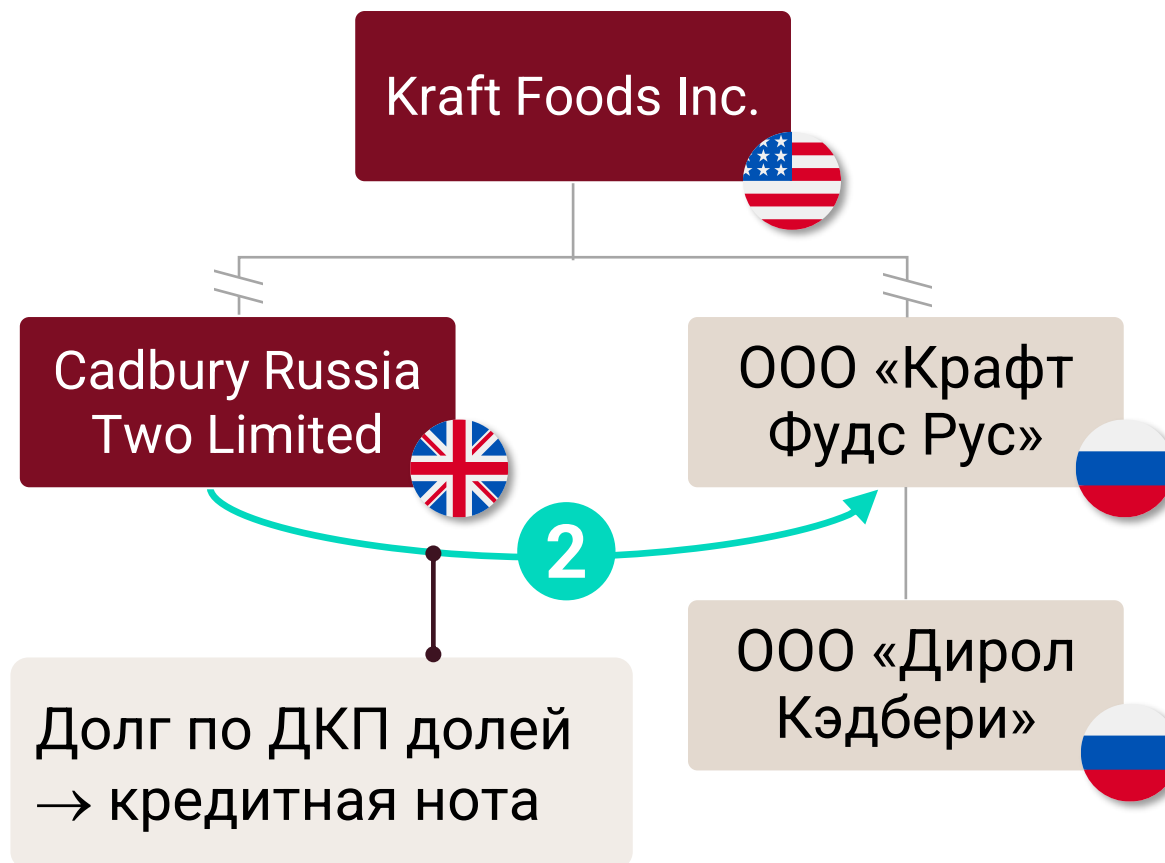 Kraft Foods Inc.
Cadbury Russia
Two Limited
ООО «Крафт
Фудс Рус»
2
ООО «Дирол
Кэдбери»
Долг по ДКП долей
→ кредитная нота